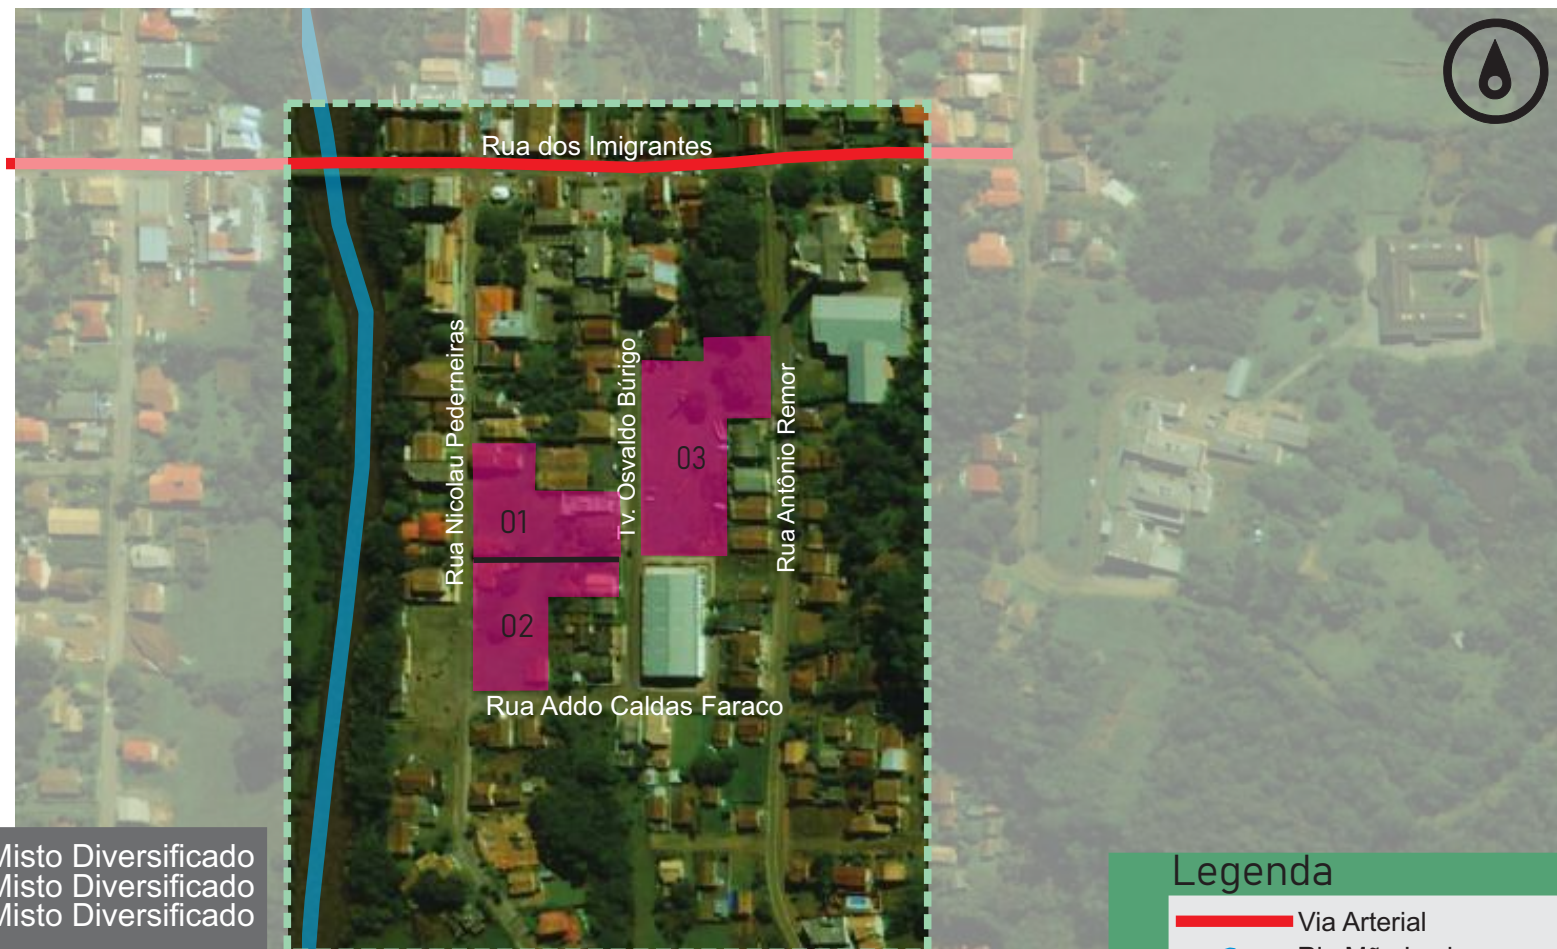 Rua dos Imigrantes
Rua Nicolau Pederneiras
Tv. Osvaldo Búrigo
Rua Antônio Remor
03
01
02
Rua Addo Caldas Faraco
Misto Diversificado
Misto Diversificado
Misto Diversificado
Legenda
Via Arterial